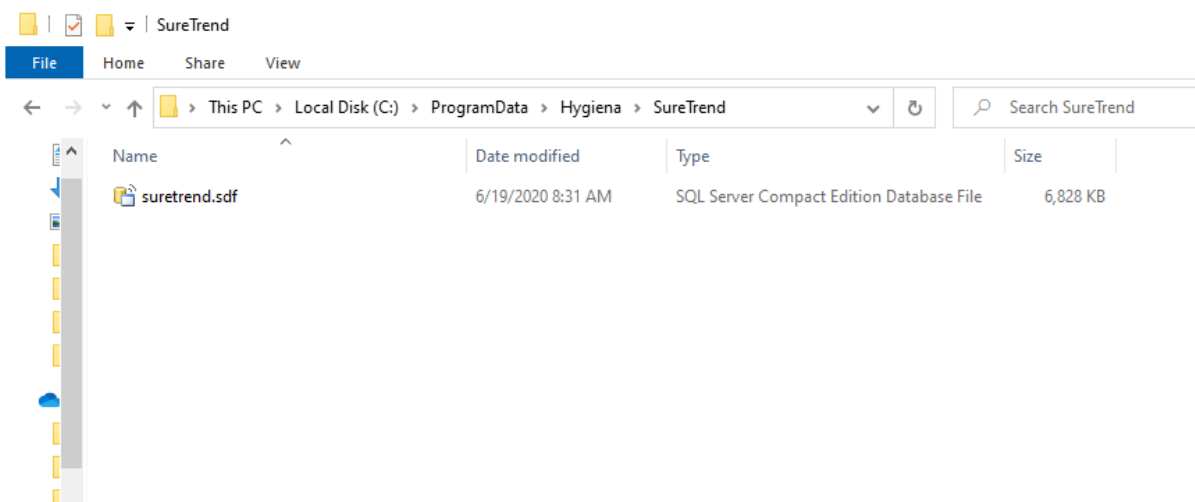 SureTrend
File Home Share View
This PC Local Disk (C:) ProgramData Hygiena SureTrend Search SureTrend
Name Date modified Type Size
suretrend.sdf 6/19/2020 8:31 AM SQL Server Compact Edition Database File 6,828 KB